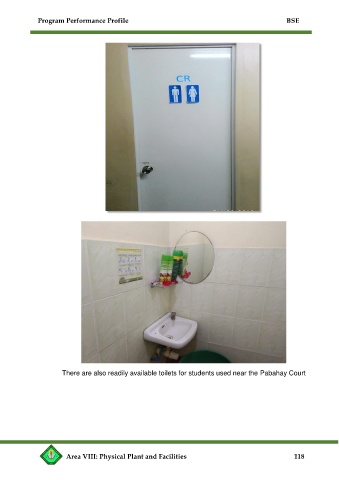 Program Performance Profile BSE
CR
There are also readily available toilets for students used near the Pabahay Court
Area VIII: Physical Plant and Facilities 118